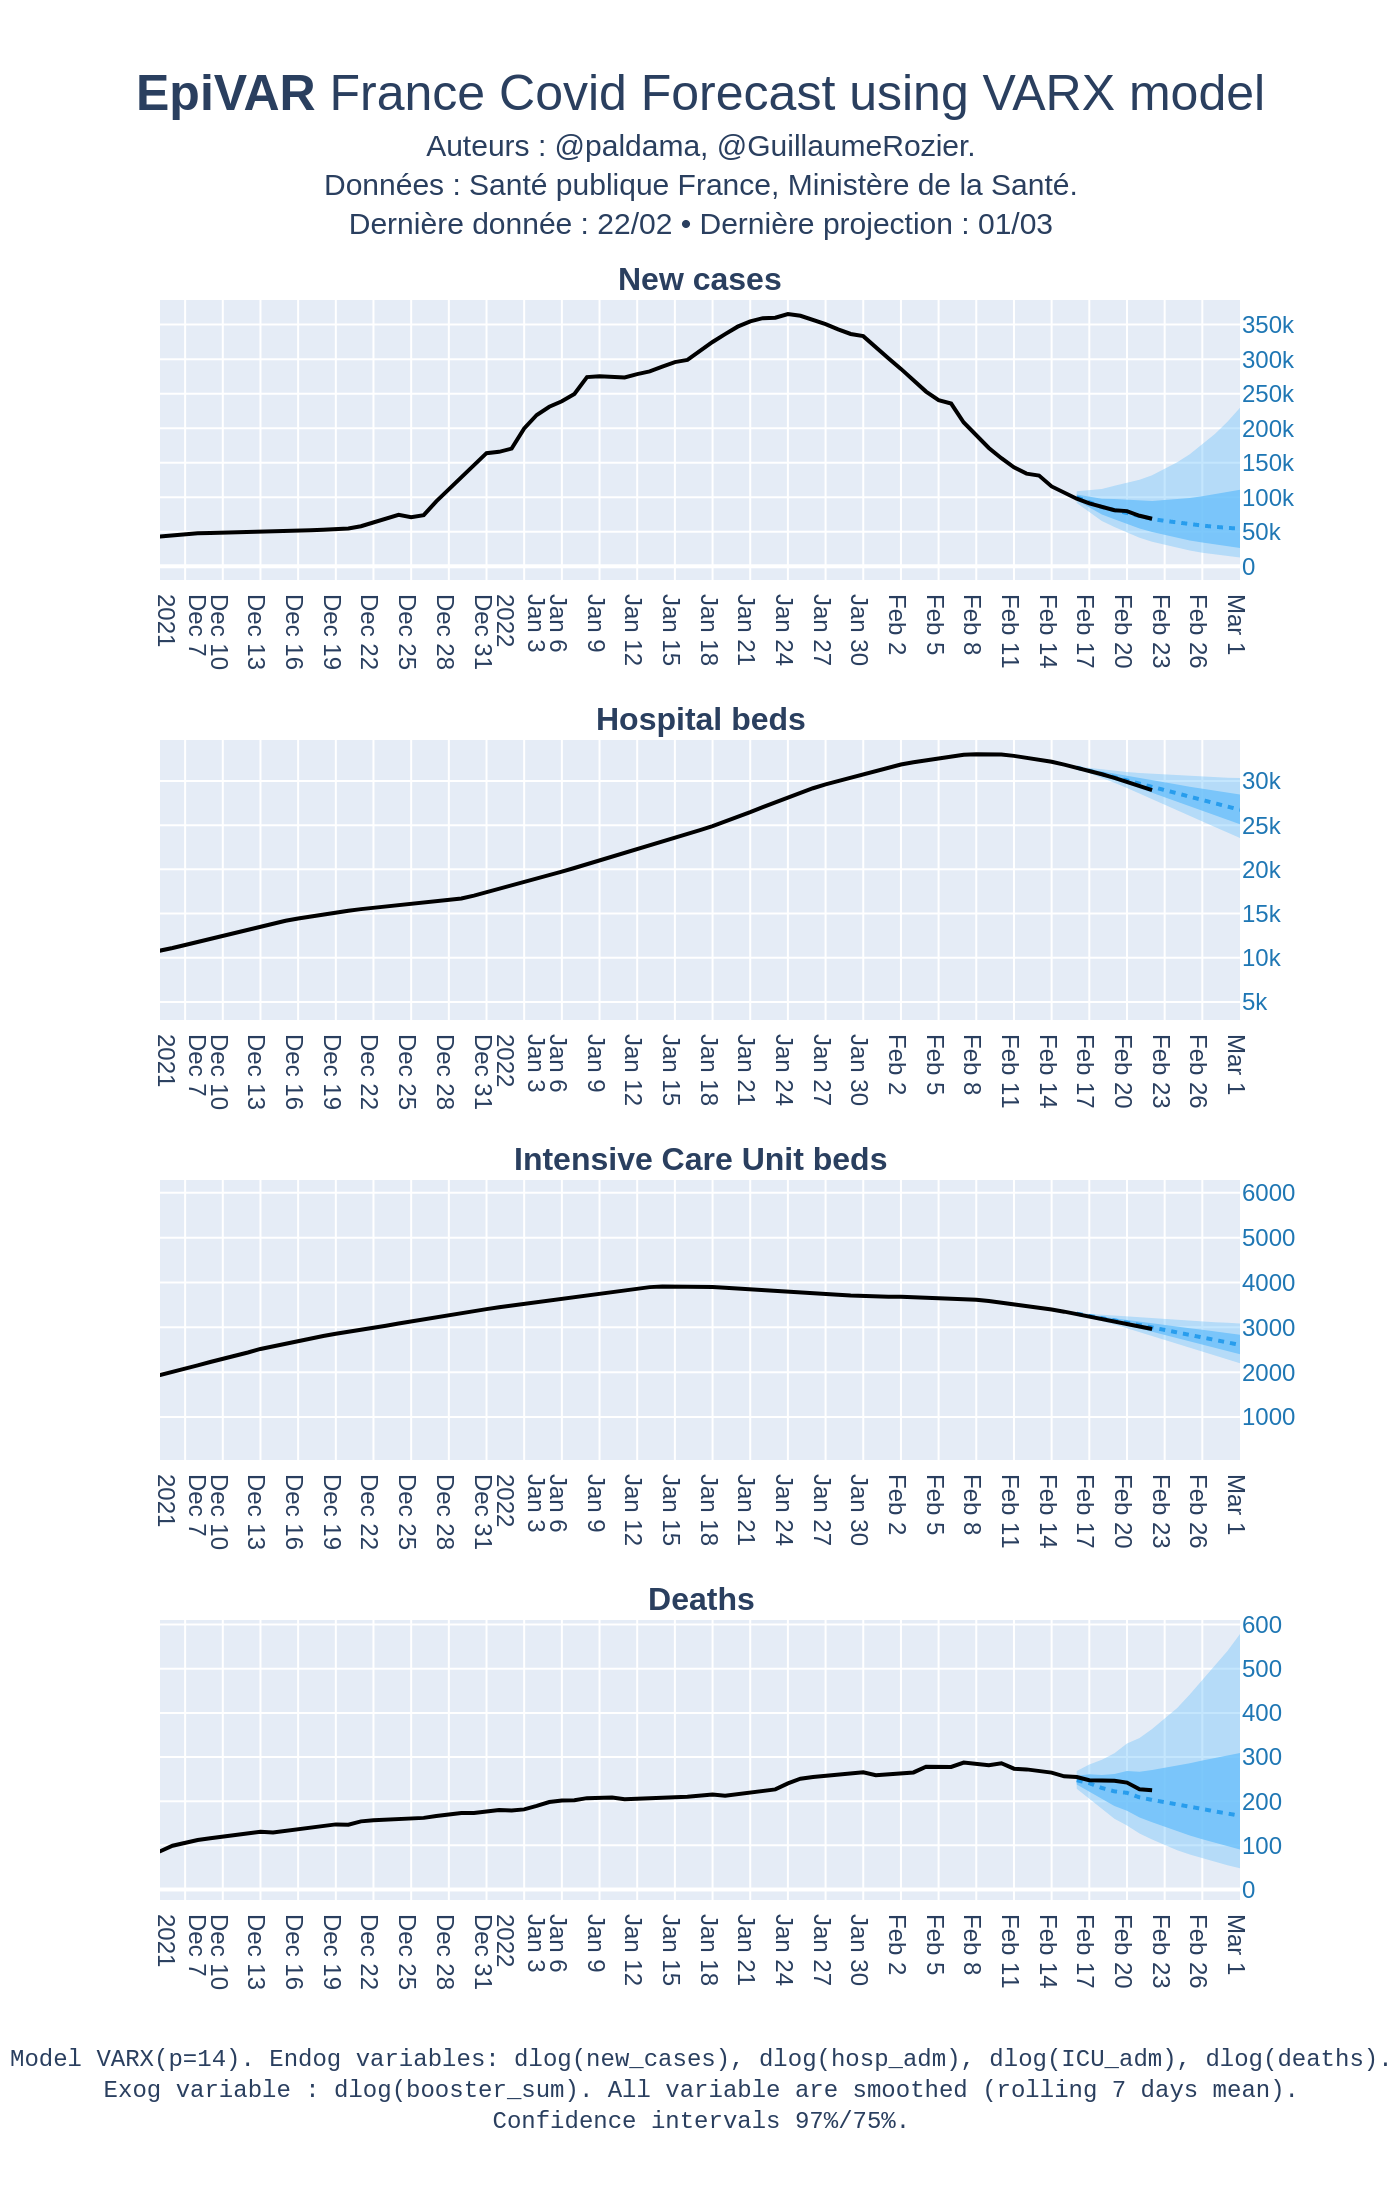 EpiVAR France Covid Forecast using VARX model
Auteurs : @paldama, @GuillaumeRozier.
Données : Santé publique France, Ministère de la Santé.
Dernière donnée : 22/02 • Dernière projection : 01/03
New cases
350k
300k
250k
200k
150k
100k
50k
0
2021
Dec 7
Dec 10
Dec 13
Dec 16
Dec 19
Dec 22
Dec 25
Dec 28
Dec 31
2022
Jan 3
Jan 6
Jan 9
Jan 12
Jan 15
Jan 18
Jan 21
Jan 24
Jan 27
Jan 30
Feb 2
Feb 5
Feb 8
Feb 11
Feb 14
Feb 17
Feb 20
Feb 23
Feb 26
Mar 1
Hospital beds
30k
25k
20k
15k
10k
5k
2021
Dec 7
Dec 10
Dec 13
Dec 16
Dec 19
Dec 22
Dec 25
Dec 28
Dec 31
2022
Jan 3
Jan 6
Jan 9
Jan 12
Jan 15
Jan 18
Jan 21
Jan 24
Jan 27
Jan 30
Feb 2
Feb 5
Feb 8
Feb 11
Feb 14
Feb 17
Feb 20
Feb 23
Feb 26
Mar 1
Intensive Care Unit beds
6000
5000
4000
3000
2000
1000
2021
Dec 7
Dec 10
Dec 13
Dec 16
Dec 19
Dec 22
Dec 25
Dec 28
Dec 31
2022
Jan 3
Jan 6
Jan 9
Jan 12
Jan 15
Jan 18
Jan 21
Jan 24
Jan 27
Jan 30
Feb 2
Feb 5
Feb 8
Feb 11
Feb 14
Feb 17
Feb 20
Feb 23
Feb 26
Mar 1
Deaths
600
500
400
300
200
100
0
2021
Dec 7
Dec 10
Dec 13
Dec 16
Dec 19
Dec 22
Dec 25
Dec 28
Dec 31
2022
Jan 3
Jan 6
Jan 9
Jan 12
Jan 15
Jan 18
Jan 21
Jan 24
Jan 27
Jan 30
Feb 2
Feb 5
Feb 8
Feb 11
Feb 14
Feb 17
Feb 20
Feb 23
Feb 26
Mar 1
Model VARX(p=14). Endog variables: dlog(new_cases), dlog(hosp_adm), dlog(ICU_adm), dlog(deaths).
Exog variable : dlog(booster_sum). All variable are smoothed (rolling 7 days mean).
Confidence intervals 97%/75%.